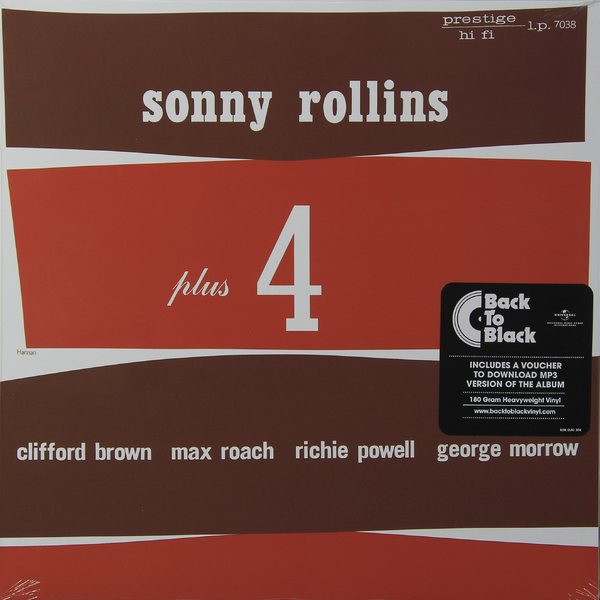 prestige
hi fi
l.p. 7038
sonny rollins
plus 4
Hannan
Back
To
Black
UNIVERSAL
INCLUDES A VOUCHER
TO DOWNLOAD MP3
VERSION OF THE ALBUM
180 Gram Heavyweight Vinyl
www.backtoblackvinyl.com
clifford brown max roach richie powell george morrow